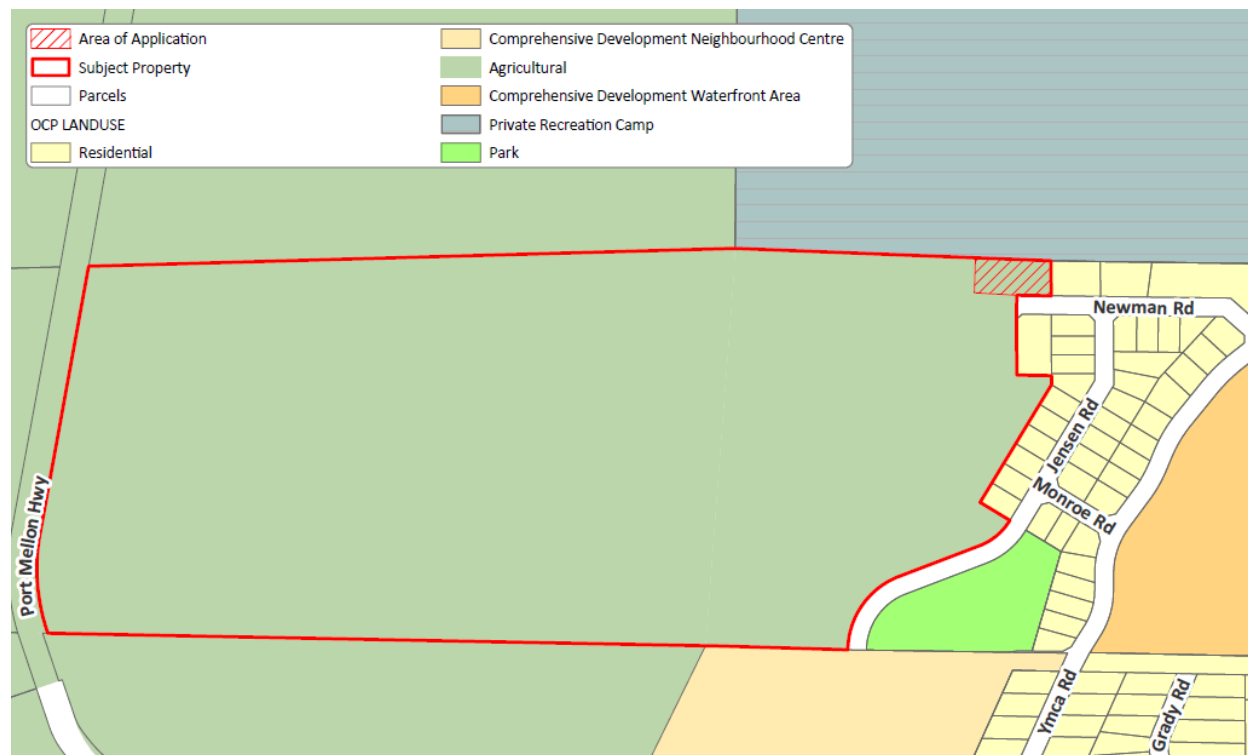 Area of Application
Subject Property
Parcels
OCP LANDUSE
Residential
Comprehensive Development Neighbourhood Centre
Agricultural
Comprehensive Development Waterfront Area
Private Recreation Camp
Park
Newman Rd
Jensen Rd
Monroe Rd
Port Mellon Hwy
Ymca Rd
Grady Rd